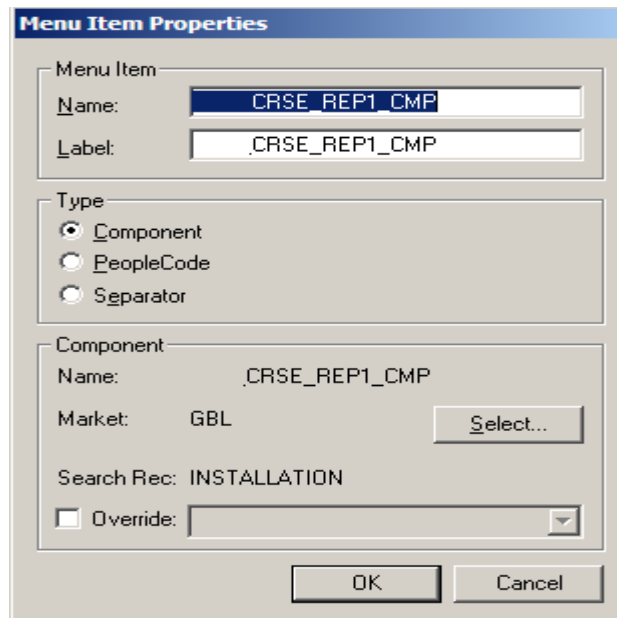 Menu Item Properties
Menu Item
Name: CRSE_REP1_CMP
Label: CRSE_REP1_CMP
Type
Component
PeopleCode
Separator
Component
Name: CRSE_REP1_CMP
Market: GBL Select...
Search Rec: INSTALLATION
Override:
OK Cancel